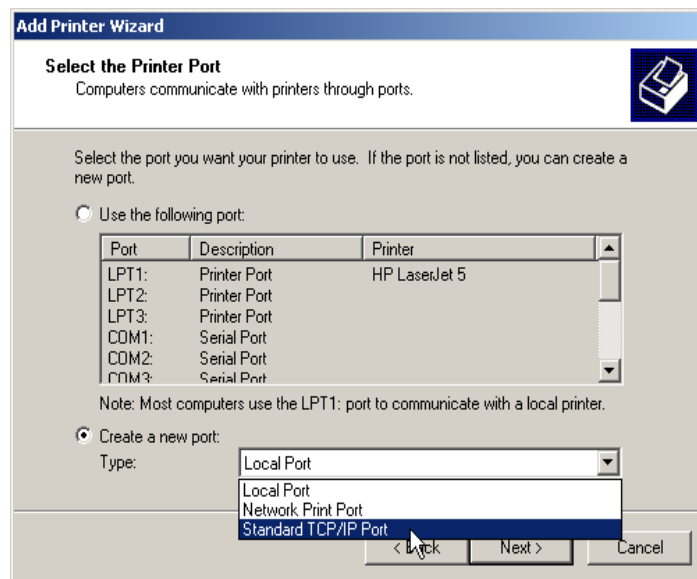 Add Printer Wizard
Select the Printer Port
Computers communicate with printers through ports.
Select the port you want your printer to use. If the port is not listed, you can create a
new port.
Use the following port:
Port Description Printer
LPT1: Printer Port HP LaserJet 5
LPT2: Printer Port
LPT3: Printer Port
COM1: Serial Port
COM2: Serial Port
COM3: Serial Port
Note: Most computers use the LPT1: port to communicate with a local printer.
Create a new port:
Type: Local Port
Local Port
Network Print Port
Standard TCP/IP Port
< Back Next > Cancel